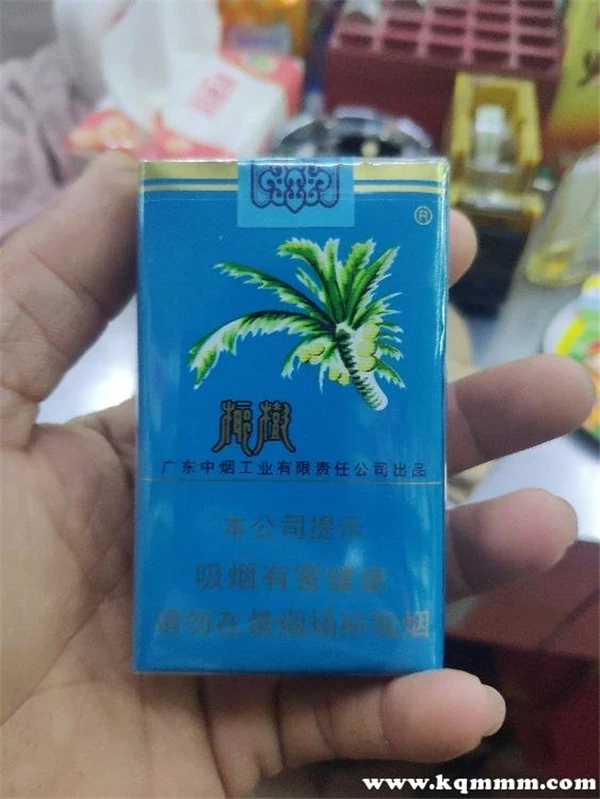 ®
椰樹
广东中烟工业有限责任公司出品
本公司提示
吸烟有害健康
请勿在禁烟场所吸烟
www.kqmmm.com